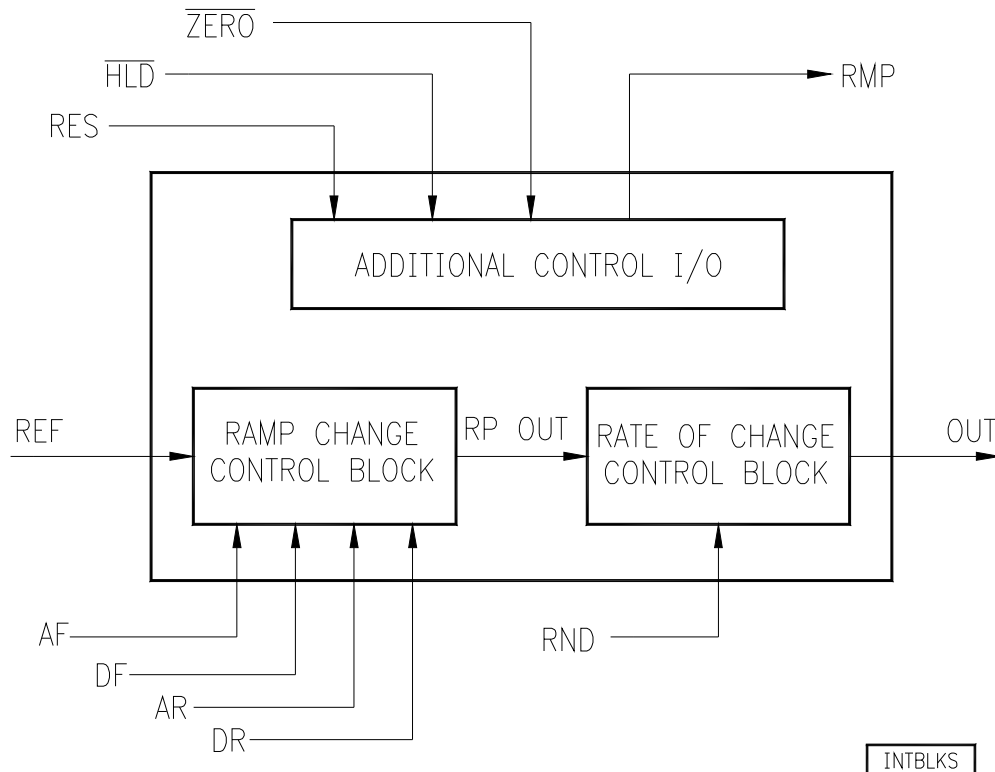 ZERO
HLD
RMP
RES
ADDITIONAL CONTROL I/O
REF
RAMP CHANGE
CONTROL BLOCK
RP OUT
RATE OF CHANGE
CONTROL BLOCK
OUT
AF
RND
DF
AR
DR
INTBLKS